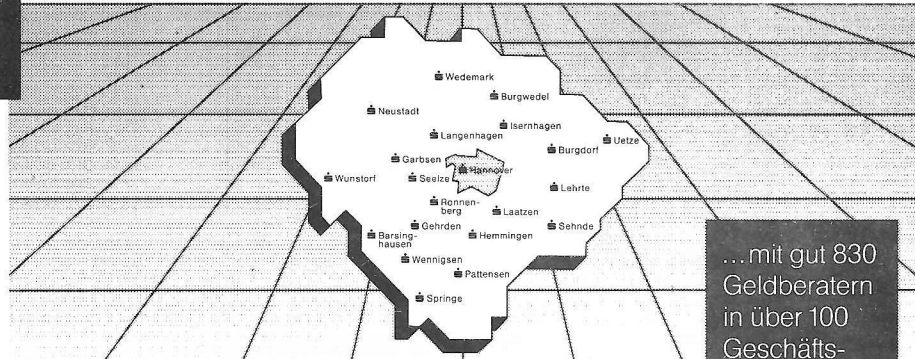 Wedemark
Burgwedel
Neustadt
Isernhagen
Langenhagen
Uetze
Burgdorf
Garbsen
Hannover
Wunstorf
Seelze
Lehrte
Ronnen-
berg
Laatzen
Gehrden
Sehnde
Barsing-
hausen
Hemmingen
Wennigsen
Pattensen
Springe
...mit gut 830
Geldberatern
in über 100
Geschäfts-